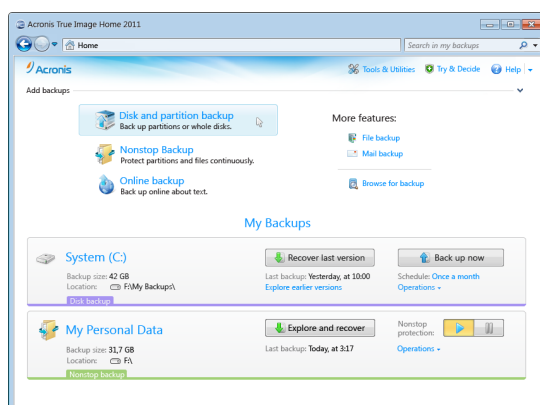 Acronis True Image Home 2011
Home
Search in my backups
Acronis
Tools & Utilities
Try & Decide
Help
Add backups
Disk and partition backup
Back up partitions or whole disks.
Nonstop Backup
Protect partitions and files continuously.
Online backup
Back up online about text.
More features:
File backup
Mail backup
Browse for backup
My Backups
System (C:)
Recover last version
Back up now
Backup size: 42 GB
Last backup: Yesterday, at 10:00
Schedule: Once a month
Location: F:\My Backups\
Explore earlier versions
Operations
Disk backup
My Personal Data
Explore and recover
Nonstop protection:
Backup size: 31,7 GB
Last backup: Today, at 3:17
Operations
Location: F:\
Nonstop backup